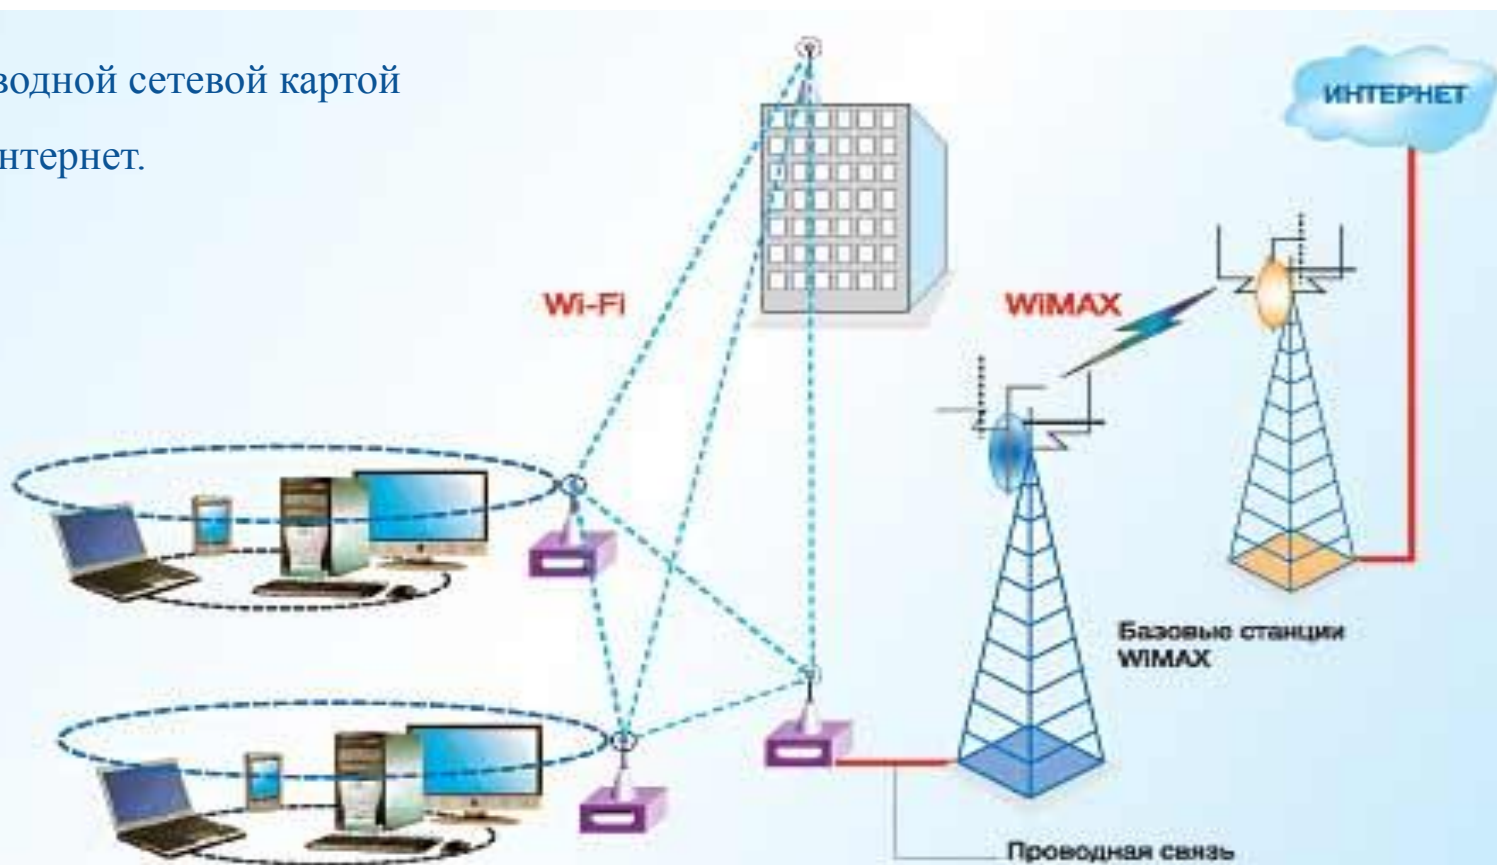 водной сетевой картой
нтернет.
ИНТЕРНЕТ
Wi-Fi
WiMAX
Базовые станции
WiMAX
Проводная связь